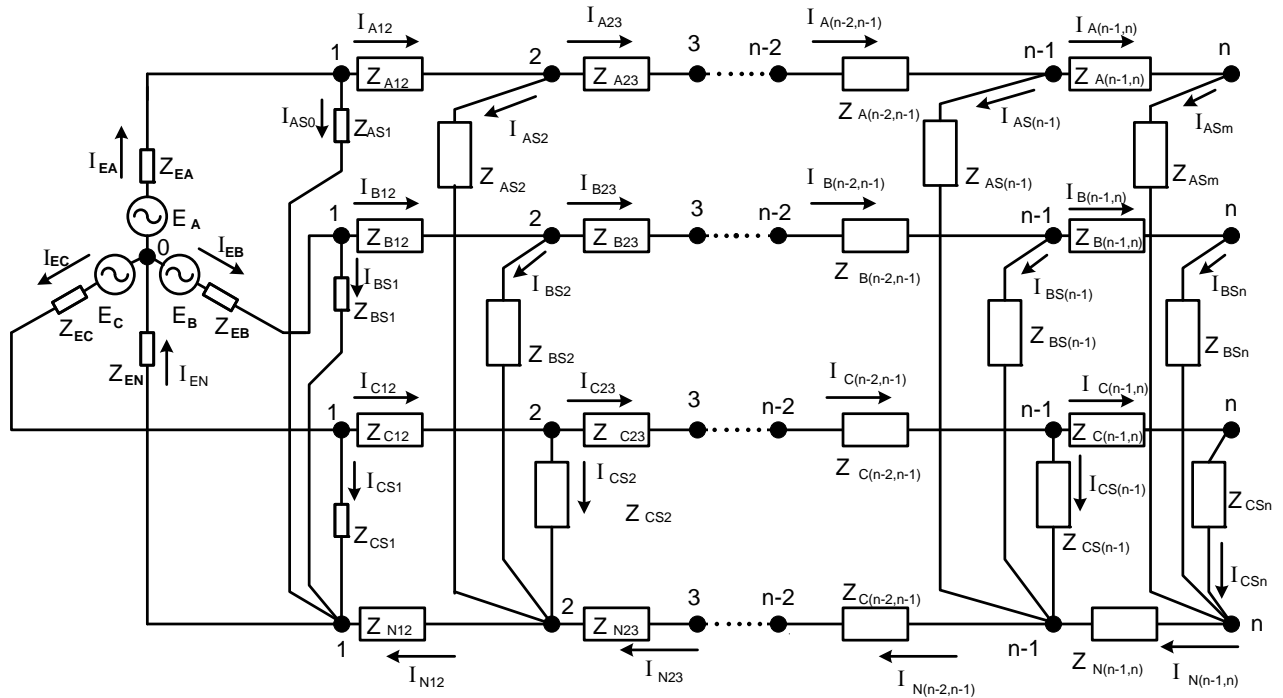 I A12
I A23
I A(n-2,n-1)
I A(n-1,n)
1
2
3
n-2
n-1
n
Z A12
Z A23
Z A(n-2,n-1)
Z A(n-1,n)
I AS0
Z AS1
I AS2
Z AS2
I AS(n-1)
Z AS(n-1)
I ASm
Z ASm
I EA
Z EA
E A
0
I EC
I EB
E C
E B
Z EC
Z EB
Z EN
I EN
I B12
I B23
I B(n-2,n-1)
I B(n-1,n)
1
2
3
n-2
n-1
n
Z B12
Z B23
Z B(n-2,n-1)
Z B(n-1,n)
I BS1
Z BS1
I BS2
Z BS2
I BS(n-1)
Z BS(n-1)
I BSn
Z BSn
I C12
I C23
I C(n-2,n-1)
I C(n-1,n)
1
2
3
n-2
n-1
n
Z C12
Z C23
Z C(n-2,n-1)
Z C(n-1,n)
I CS1
Z CS1
I CS2
Z CS2
I CS(n-1)
Z CS(n-1)
Z CSn
I CSn
1
2
3
n-2
n-1
n
Z N12
Z N23
Z C(n-2,n-1)
Z N(n-1,n)
I N12
I N23
I N(n-2,n-1)
I N(n-1,n)